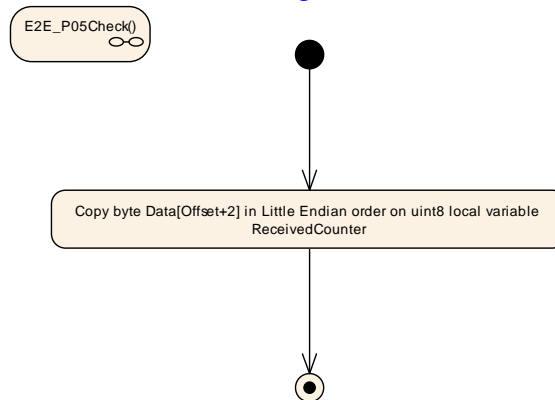 E2E_P05Check()
Copy byte Data[Offset+2] in Little Endian order on uint8 local variable
ReceivedCounter